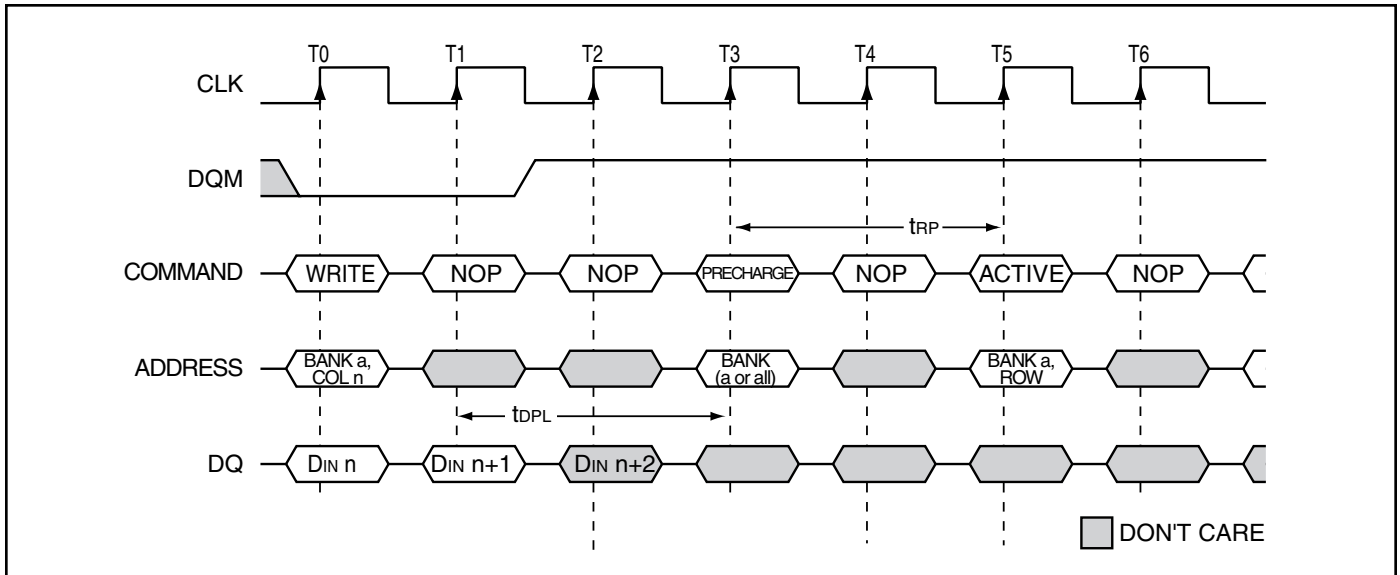 T0 T1 T2 T3 T4 T5 T6
CLK
DQM
tRP
COMMAND WRITE NOP NOP PRECHARGE NOP ACTIVE NOP
ADDRESS BANK a, COL n BANK (a or all) BANK a, ROW
tDPL
DQ DIN n DIN n+1 DIN n+2
DON'T CARE